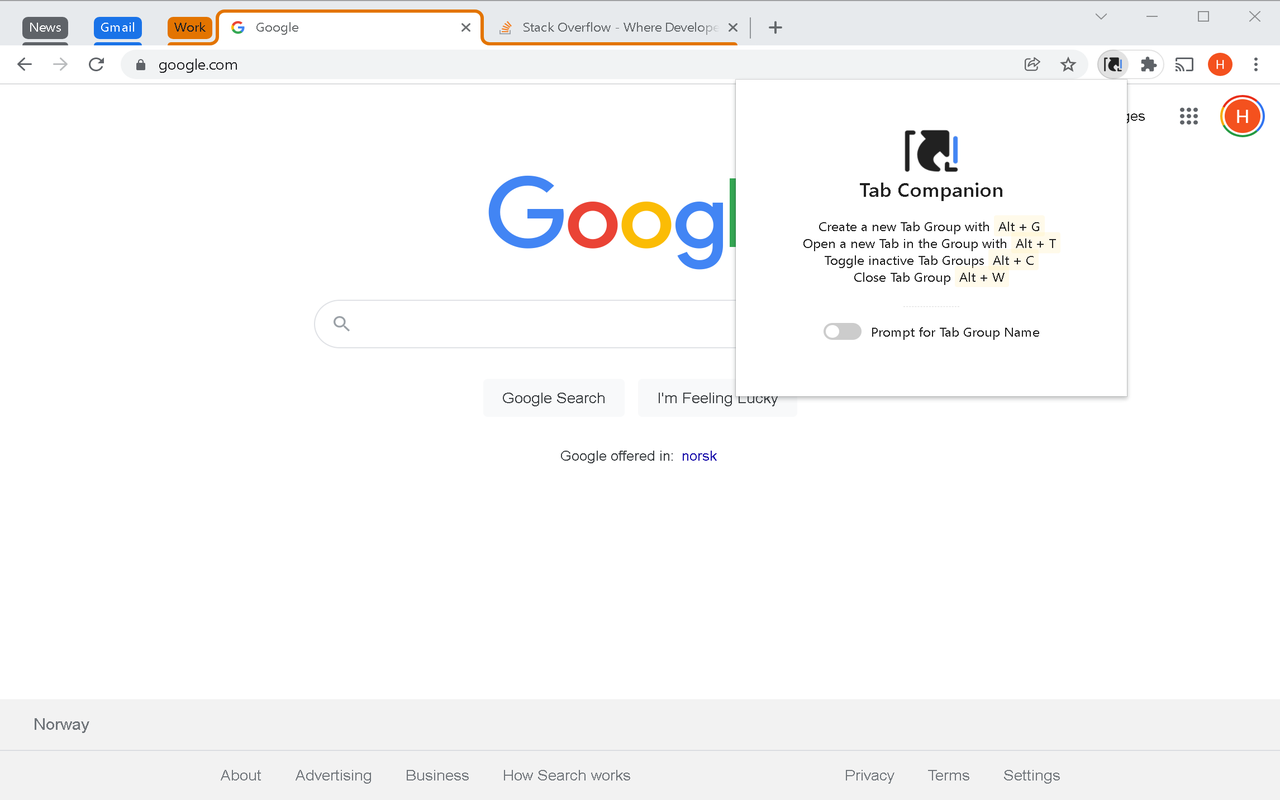 News Gmail Work Google Stack Overflow - Where Develope
google.com H
ges H
Tab Companion
Create a new Tab Group with Alt + G
Open a new Tab in the Group with Alt + T
Toggle inactive Tab Groups Alt + C
Close Tab Group Alt + W
Prompt for Tab Group Name
Googl
Google Search I'm Feeling Lucky
Google offered in: norsk
Norway
About Advertising Business How Search works Privacy Terms Settings